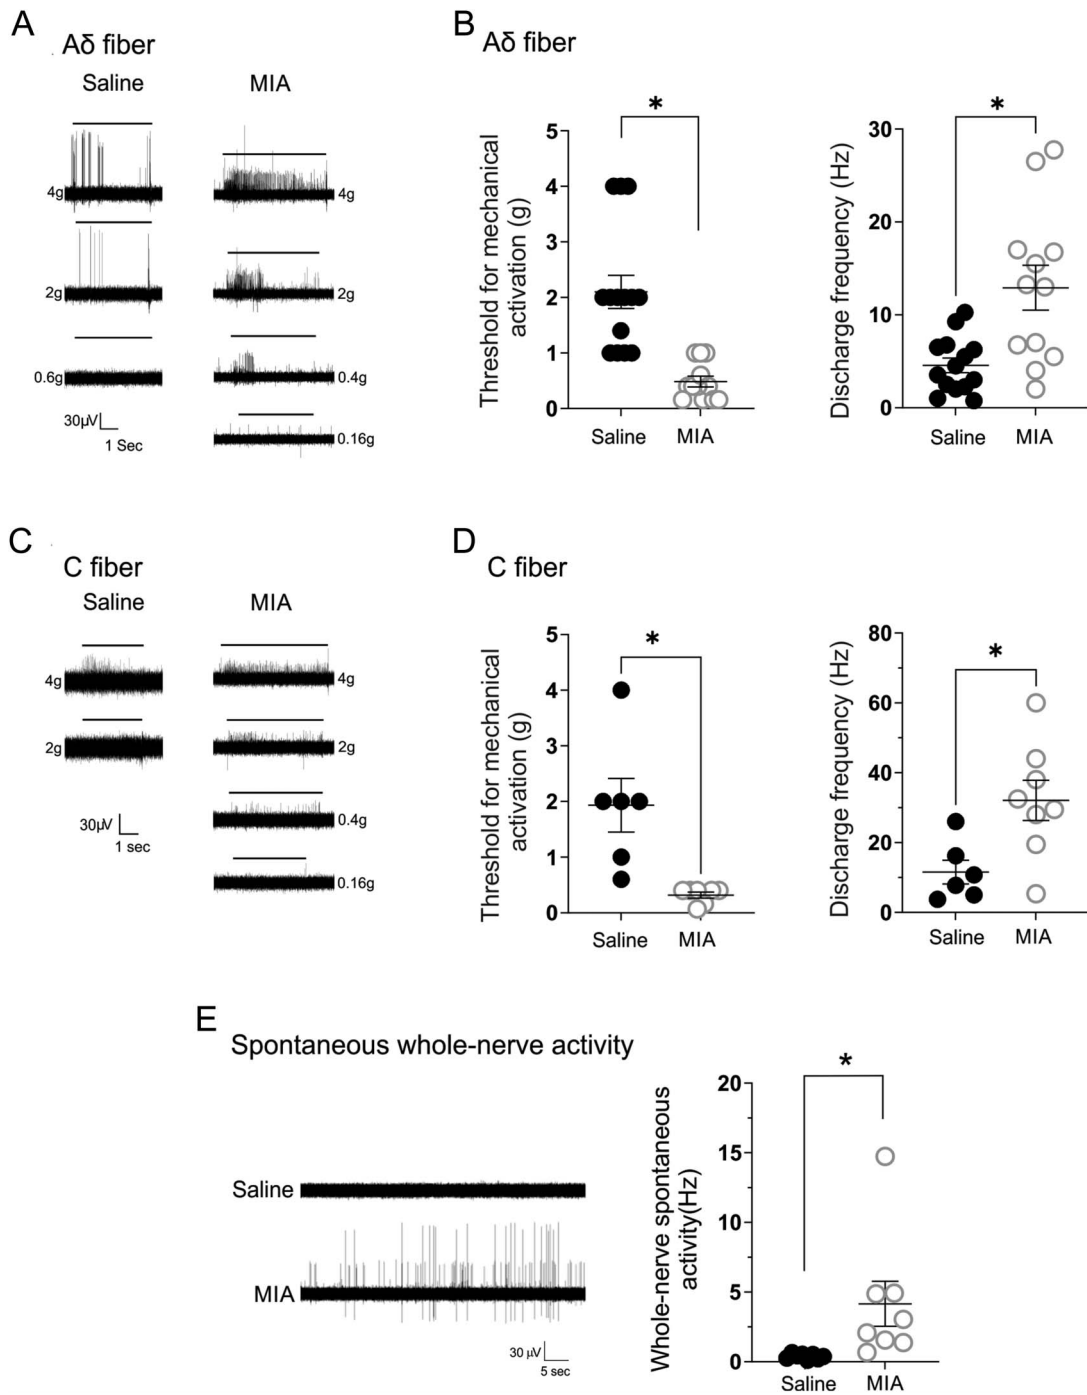 A
Aδ fiber
Saline
MIA
4g
4g
2g
2g
0.6g
0.4g
0.16g
30µV
1 Sec
B
Aδ fiber
Threshold for mechanical
activation (g)
5
4
3
2
1
0
Saline
MIA
*
Discharge frequency (Hz)
30
20
10
0
Saline
MIA
*
C
C fiber
Saline
MIA
4g
4g
2g
2g
0.4g
0.16g
30µV
1 sec
D
C fiber
Threshold for mechanical
activation (g)
5
4
3
2
1
0
Saline
MIA
*
Discharge frequency (Hz)
80
60
40
20
0
Saline
MIA
*
E
Spontaneous whole-nerve activity
Saline
MIA
30 µV
5 sec
Whole-nerve spontaneous
activity(Hz)
20
15
10
5
0
Saline
MIA
*